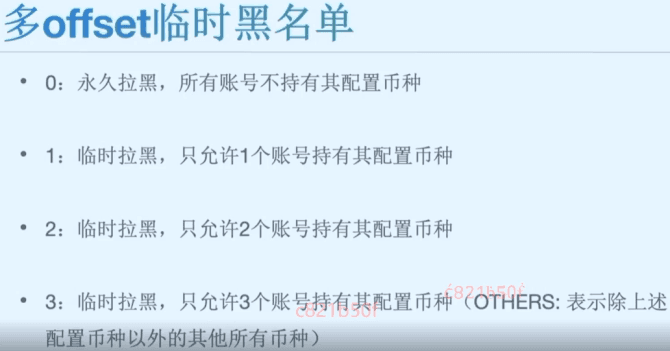 多offset临时黑名单
• 0：永久拉黑，所有账号不持有其配置币种
• 1：临时拉黑，只允许1个账号持有其配置币种
• 2：临时拉黑，只允许2个账号持有其配置币种
• 3：临时拉黑，只允许3个账号持有其配置币种（OTHERS: 表示除上述
配置币种以外的其他所有币种）